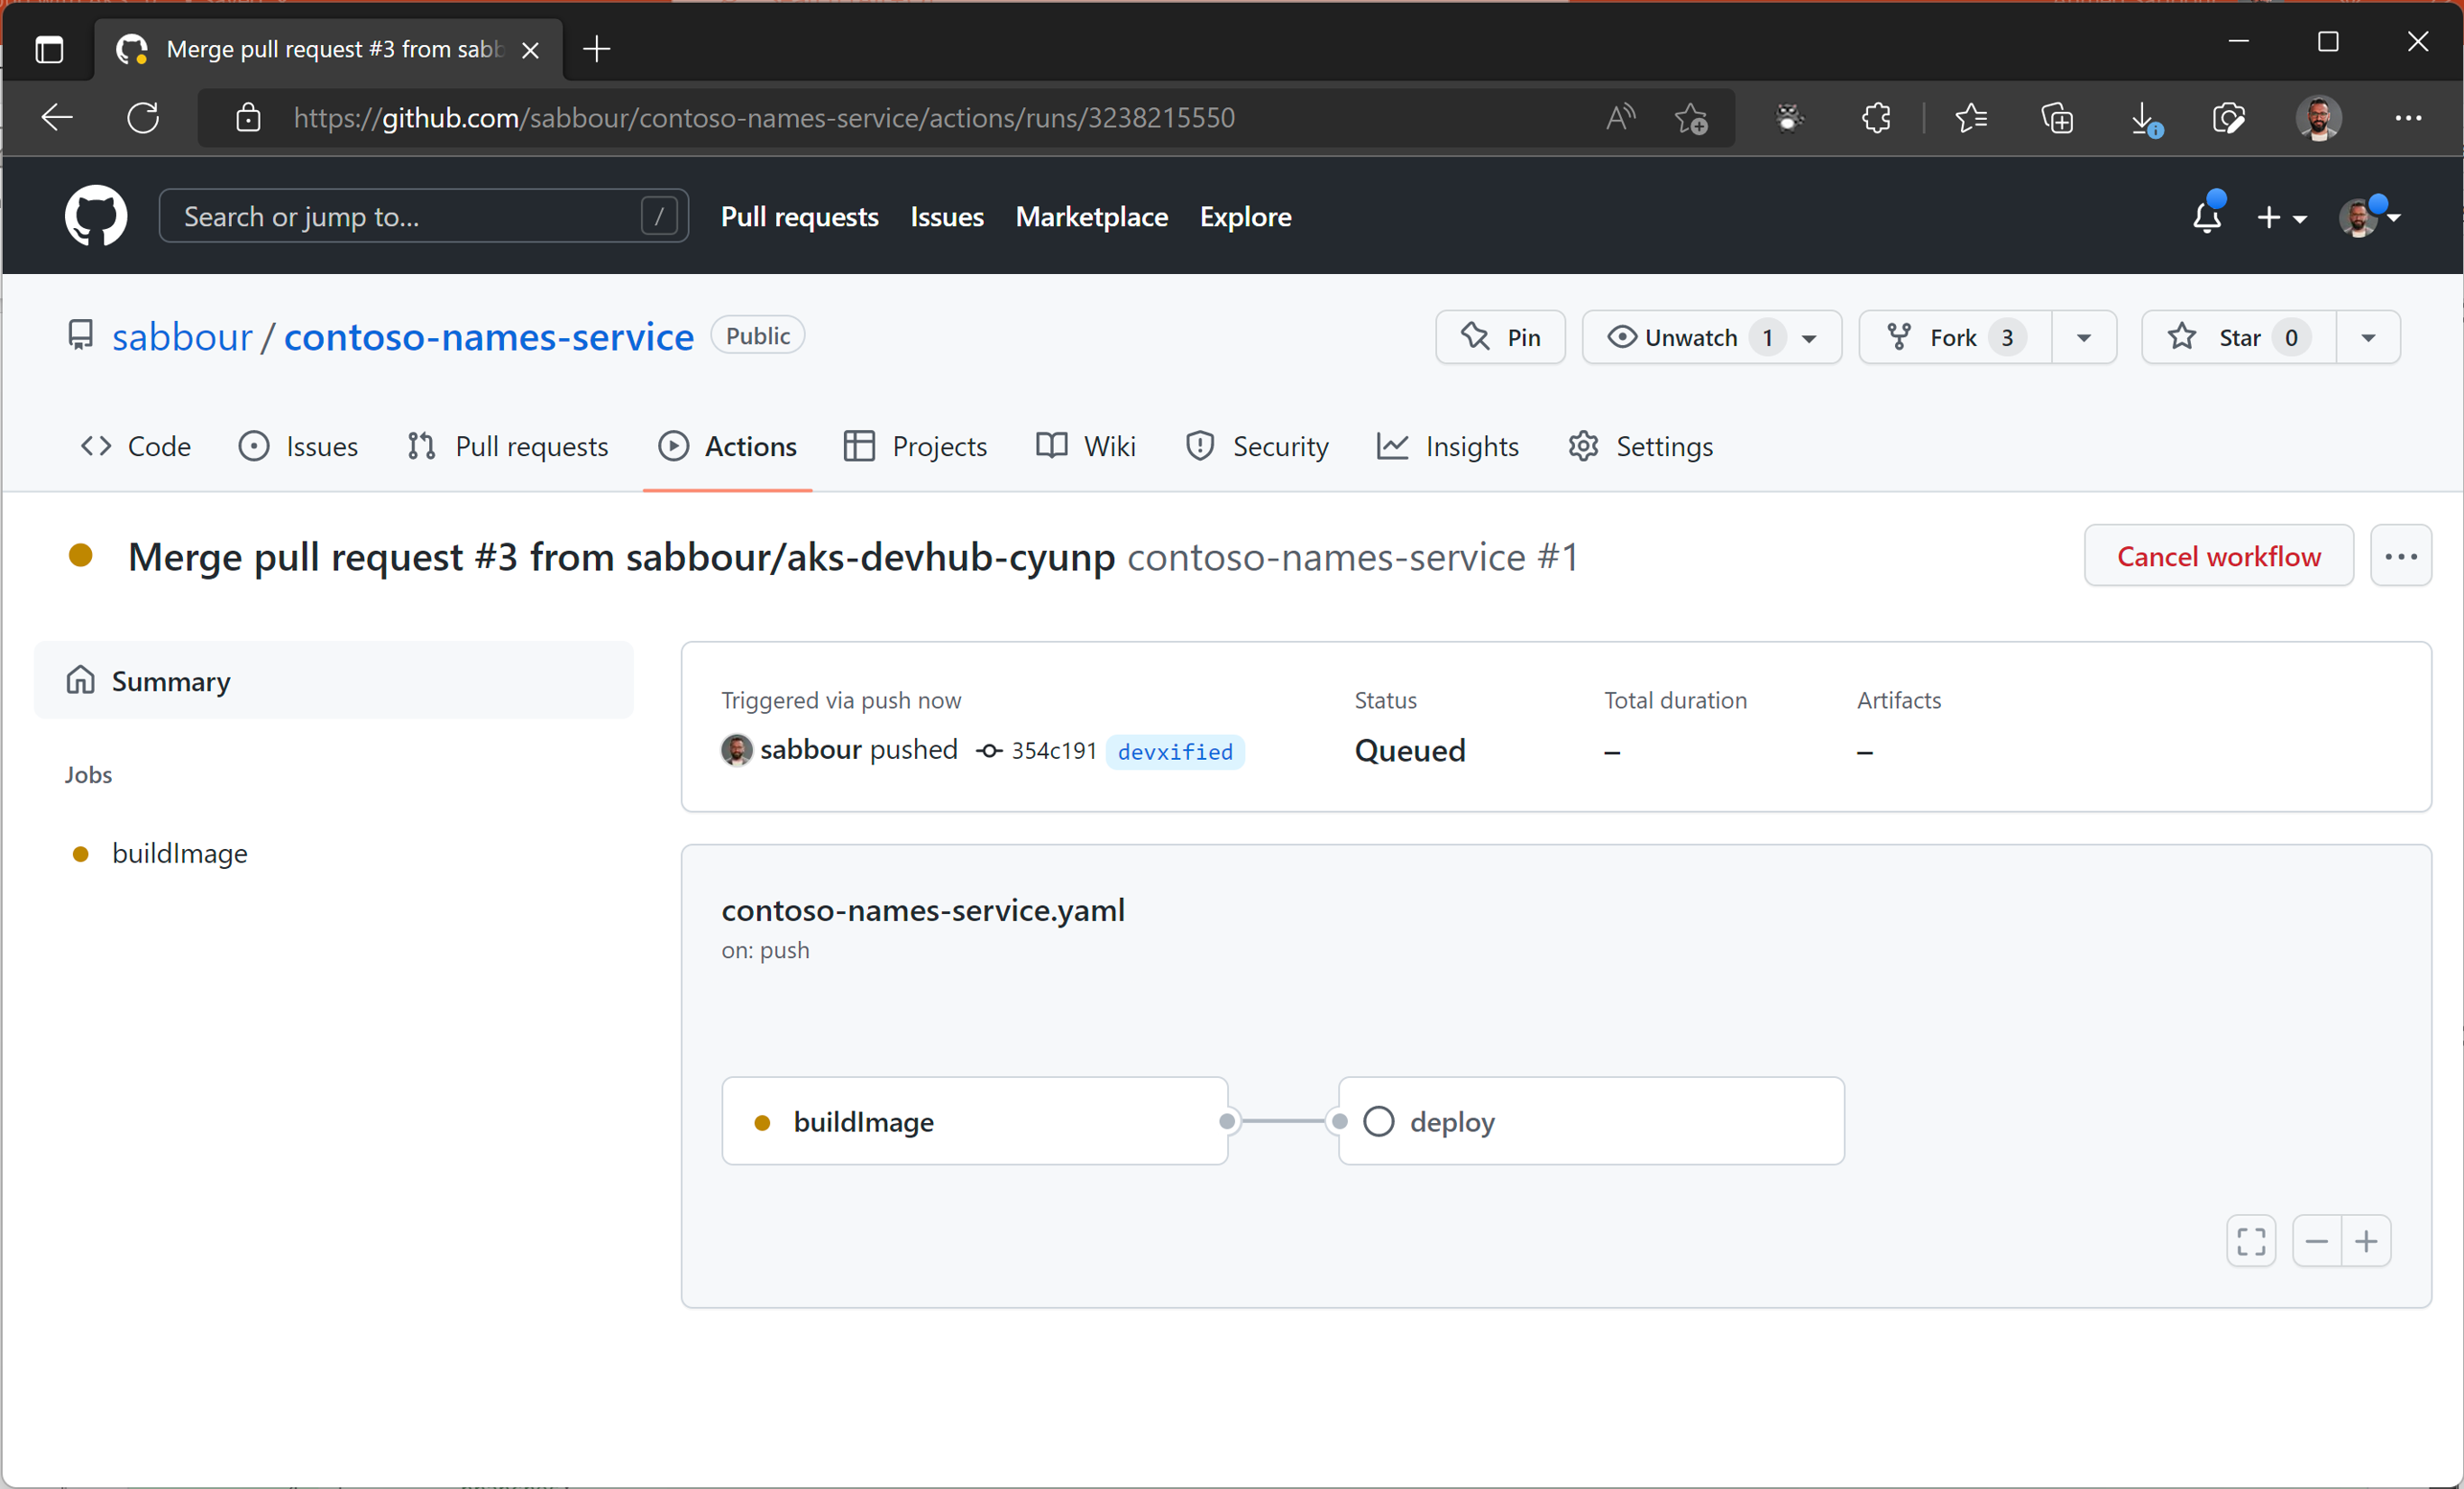 Merge pull request #3 from sabb
https://github.com/sabbour/contoso-names-service/actions/runs/3238215550
Search or jump to... /
Pull requests Issues Marketplace Explore
sabbour / contoso-names-service Public
Pin Unwatch 1 Fork 3 Star 0
Code Issues Pull requests Actions Projects Wiki Security Insights Settings
Merge pull request #3 from sabbour/aks-devhub-cyunp contoso-names-service #1
Cancel workflow
Summary
Jobs
buildImage
Triggered via push now Status Total duration Artifacts
sabbour pushed 354c191 devxified Queued – –
contoso-names-service.yaml
on: push
buildImage deploy